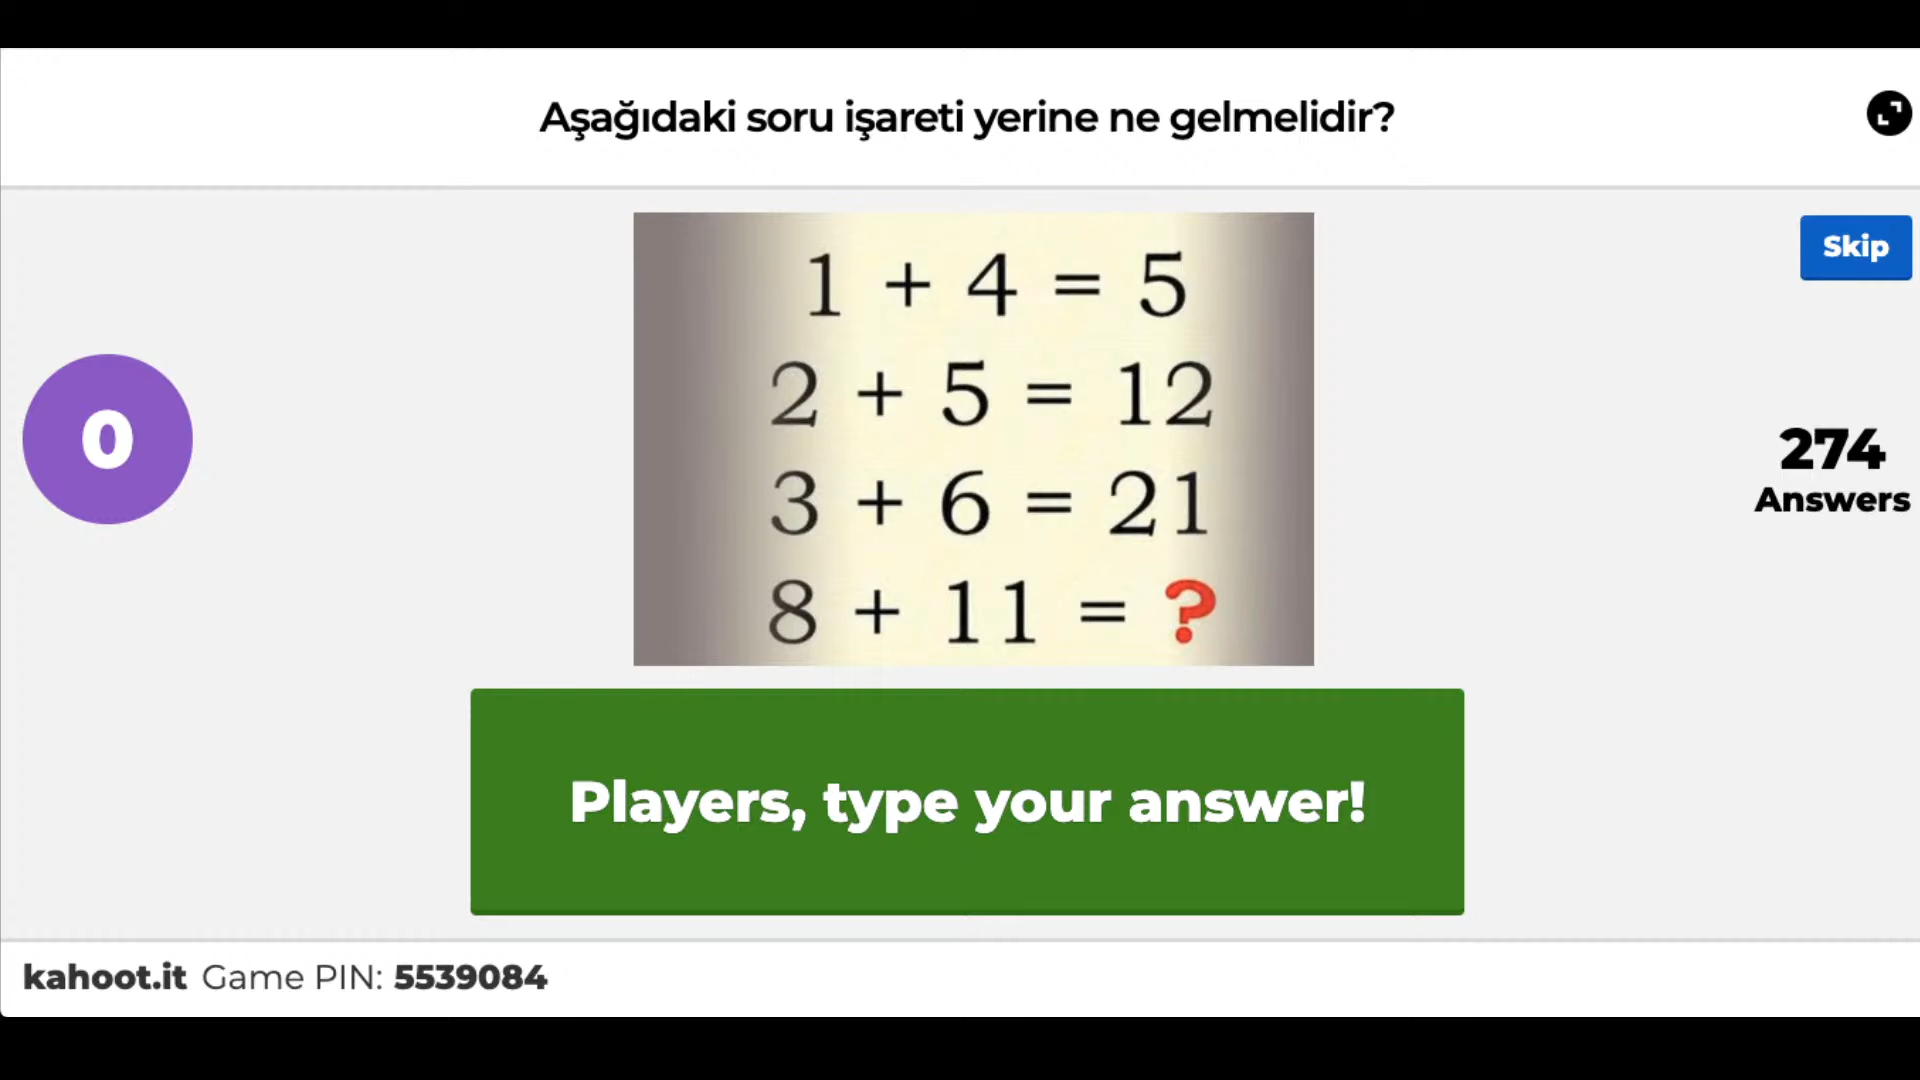 Aşağıdaki soru işareti yerine ne gelmelidir?
Skip
1 + 4 = 5
2 + 5 = 12
3 + 6 = 21
8 + 11 = ?
0
274
Answers
Players, type your answer!
kahoot.it Game PIN: 5539084